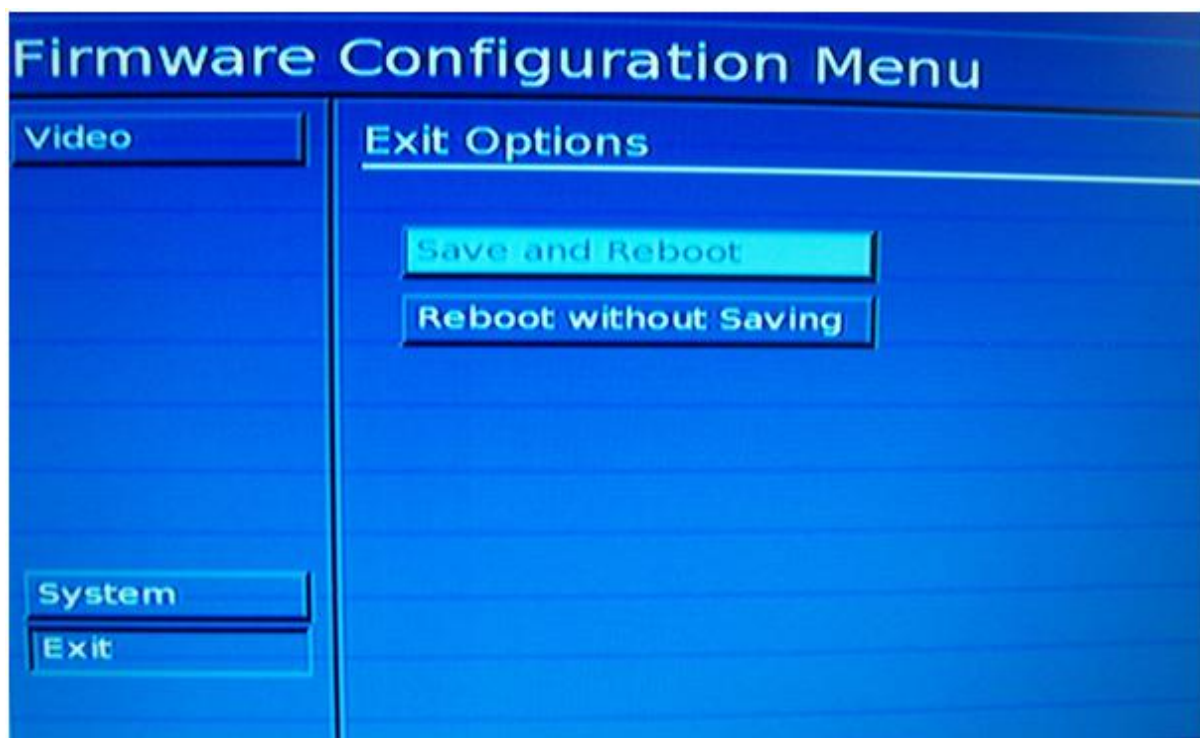 Firmware Configuration Menu
Video
Exit Options
Save and Reboot
Reboot without Saving
System
Exit